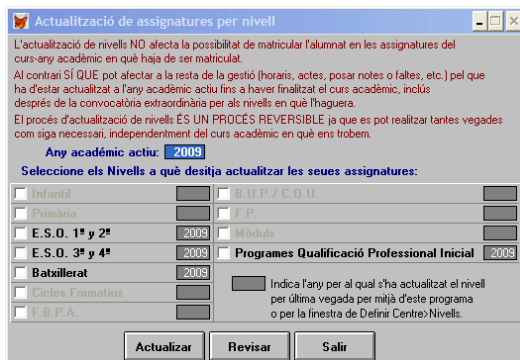 Actualització de assignatures per nivell
L'actualització de nivells NO afecta la possibilitat de matricular l'alumnat en les assignatures del
curs-any acadèmic en què haja de ser matriculat.
Al contrari SÍ QUE pot afectar a la resta de la gestió (horaris, actes, posar notes o faltes, etc.) pel que
ha d'estar actualitzat a l'any acadèmic actiu fins a haver finalitzat el curs acadèmic, inclús
després de la convocatòria extraordinària per als nivells en què l'haguera.
El procés d'actualització de nivells ÉS UN PROCÉS REVERSIBLE ja que es pot realitzar tantes vegades
com siga necessari, independentment del curs acadèmic en què ens trobem.
Any acadèmic actiu: 2009
Seleccione els Nivells a què desitja actualitzar les seues assignatures:
Infantil
Primària
E.S.O. 1ª y 2ª 2009
E.S.O. 3ª y 4ª 2009
Batxillerat 2009
Cicles Formatius
F.B.P.A.
B.U.P./ C.O.U.
F.P.
Mòduls
Programes Qualificació Professional Inicial 2009
Indica l'any per al qual s'ha actualitzat el nivell
per última vegada per mitjà d'este programa
o per la finestra de Definir Centre>Nivells.
Actualizar Revisar Salir